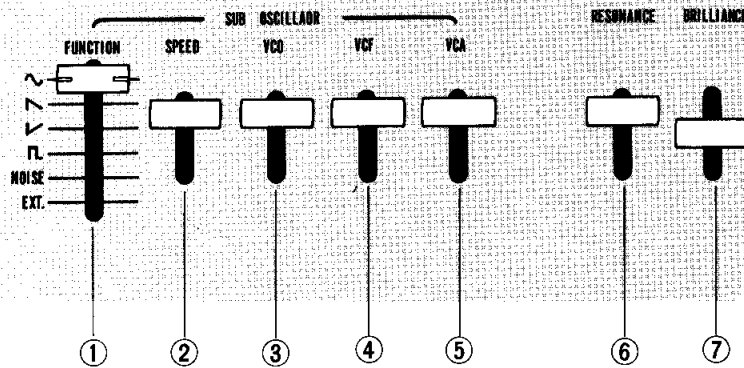 SUB OSCILLAOR
FUNCTION SPEED VCO VCF VCA RESONANCE BRILLIANCE
NOISE
EXT.
① ② ③ ④ ⑤ ⑥ ⑦